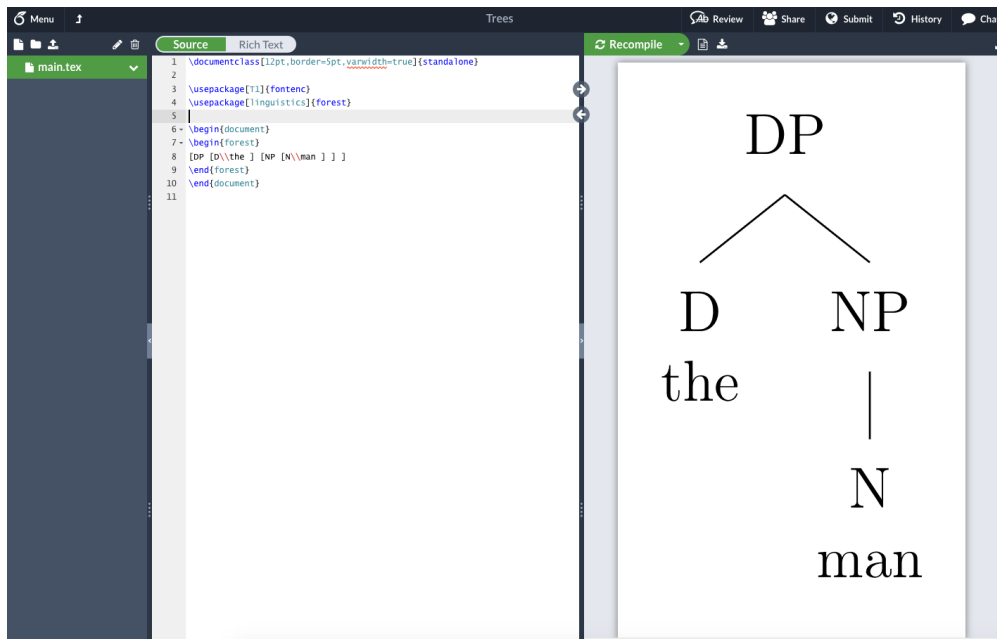 Menu
Trees
Ab Review
Share
Submit
History
Cha
Source
Rich Text
Recompile
main.tex
1 \documentclass[12pt,border=5pt,varwidth=true]{standalone}
2
3 \usepackage[T1]{fontenc}
4 \usepackage[linguistics]{forest}
5
6 \begin{document}
7 \begin{forest}
8 [DP [D\\the ] [NP [N\\man ] ] ]
9 \end{forest}
10 \end{document}
11
DP
D NP
the
N
man